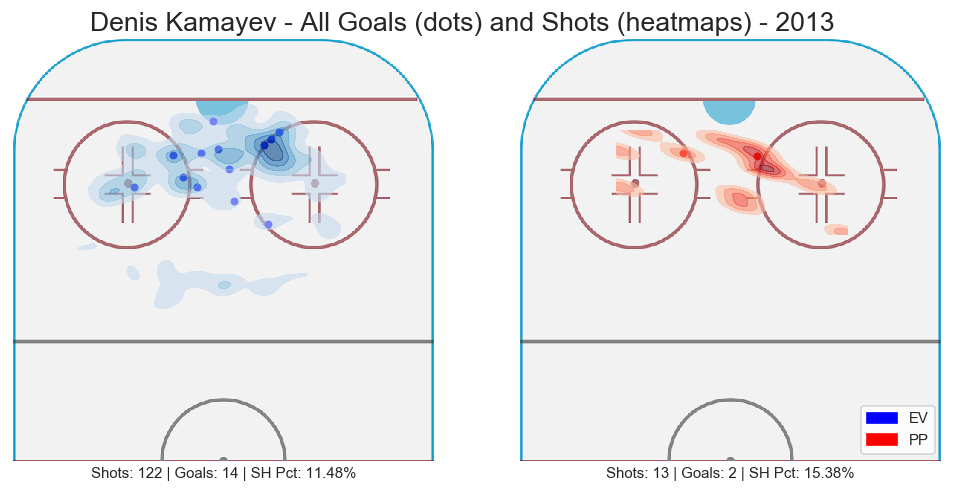 Denis Kamayev - All Goals (dots) and Shots (heatmaps) - 2013
EV
PP
Shots: 122 | Goals: 14 | SH Pct: 11.48%
Shots: 13 | Goals: 2 | SH Pct: 15.38%